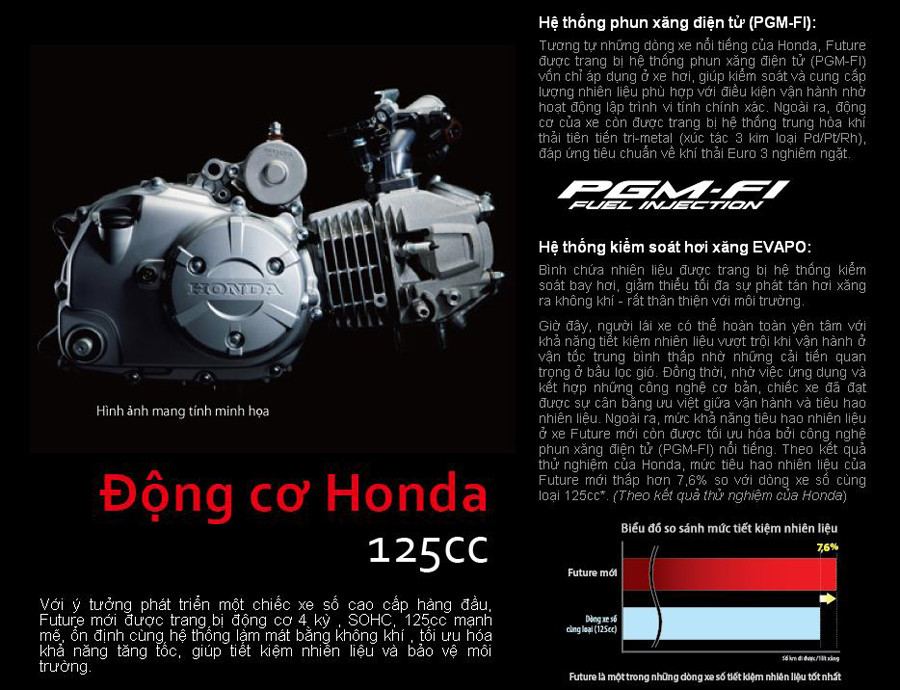 HONDA
Hình ảnh mang tính minh họa
Động cơ Honda
125cc
Với ý tưởng phát triển một chiếc xe số cao cấp hàng đầu,
Future mới được trang bị động cơ 4 kỳ , SOHC, 125cc mạnh
mẽ, ổn định cùng hệ thống làm mát bằng không khí , tối ưu hóa
khả năng tăng tốc, giúp tiết kiệm nhiên liệu và bảo vệ môi
trường.
Hệ thống phun xăng điện tử (PGM-FI):
Tương tự những dòng xe nổi tiếng của Honda, Future
được trang bị hệ thống phun xăng điện tử (PGM-FI)
vốn chỉ áp dụng ở xe hơi, giúp kiểm soát và cung cấp
lượng nhiên liệu phù hợp với điều kiện vận hành nhờ
hoạt động lập trình vi tính chính xác. Ngoài ra, động
cơ của xe còn được trang bị hệ thống trung hòa khí
thải tiên tiến tri-metal (xúc tác 3 kim loại Pd/Pt/Rh),
đáp ứng tiêu chuẩn về khí thải Euro 3 nghiêm ngặt.
PGM-FI
FUEL INJECTION
Hệ thống kiểm soát hơi xăng EVAPO:
Bình chứa nhiên liệu được trang bị hệ thống kiểm
soát bay hơi, giảm thiểu tối đa sự phát tán hơi xăng
ra không khí - rất thân thiện với môi trường.
Giờ đây, người lái xe có thể hoàn toàn yên tâm với
khả năng tiết kiệm nhiên liệu vượt trội khi vận hành ở
vận tốc trung bình thấp nhờ những cải tiến quan
trọng ở bầu lọc gió. Đồng thời, nhờ việc ứng dụng và
kết hợp những công nghệ cơ bản, chiếc xe đã đạt
được sự cân bằng ưu việt giữa vận hành và tiêu hao
nhiên liệu. Ngoài ra, mức khả năng tiêu hao nhiên liệu
ở xe Future mới còn được tối ưu hóa bởi công nghệ
phun xăng điện tử (PGM-FI) nổi tiếng. Theo kết quả
thử nghiệm của Honda, mức tiêu hao nhiên liệu của
Future mới thấp hơn 7,6% so với dòng xe số cùng
loại 125cc*. (Theo kết quả thử nghiệm của Honda)
Biểu đồ so sánh mức tiết kiệm nhiên liệu
7,6%
Future mới
Dòng xe số
cùng loại (125cc)
Số km đi được/1lít xăng
Future là một trong những dòng xe số tiết kiệm nhiên liệu tốt nhất